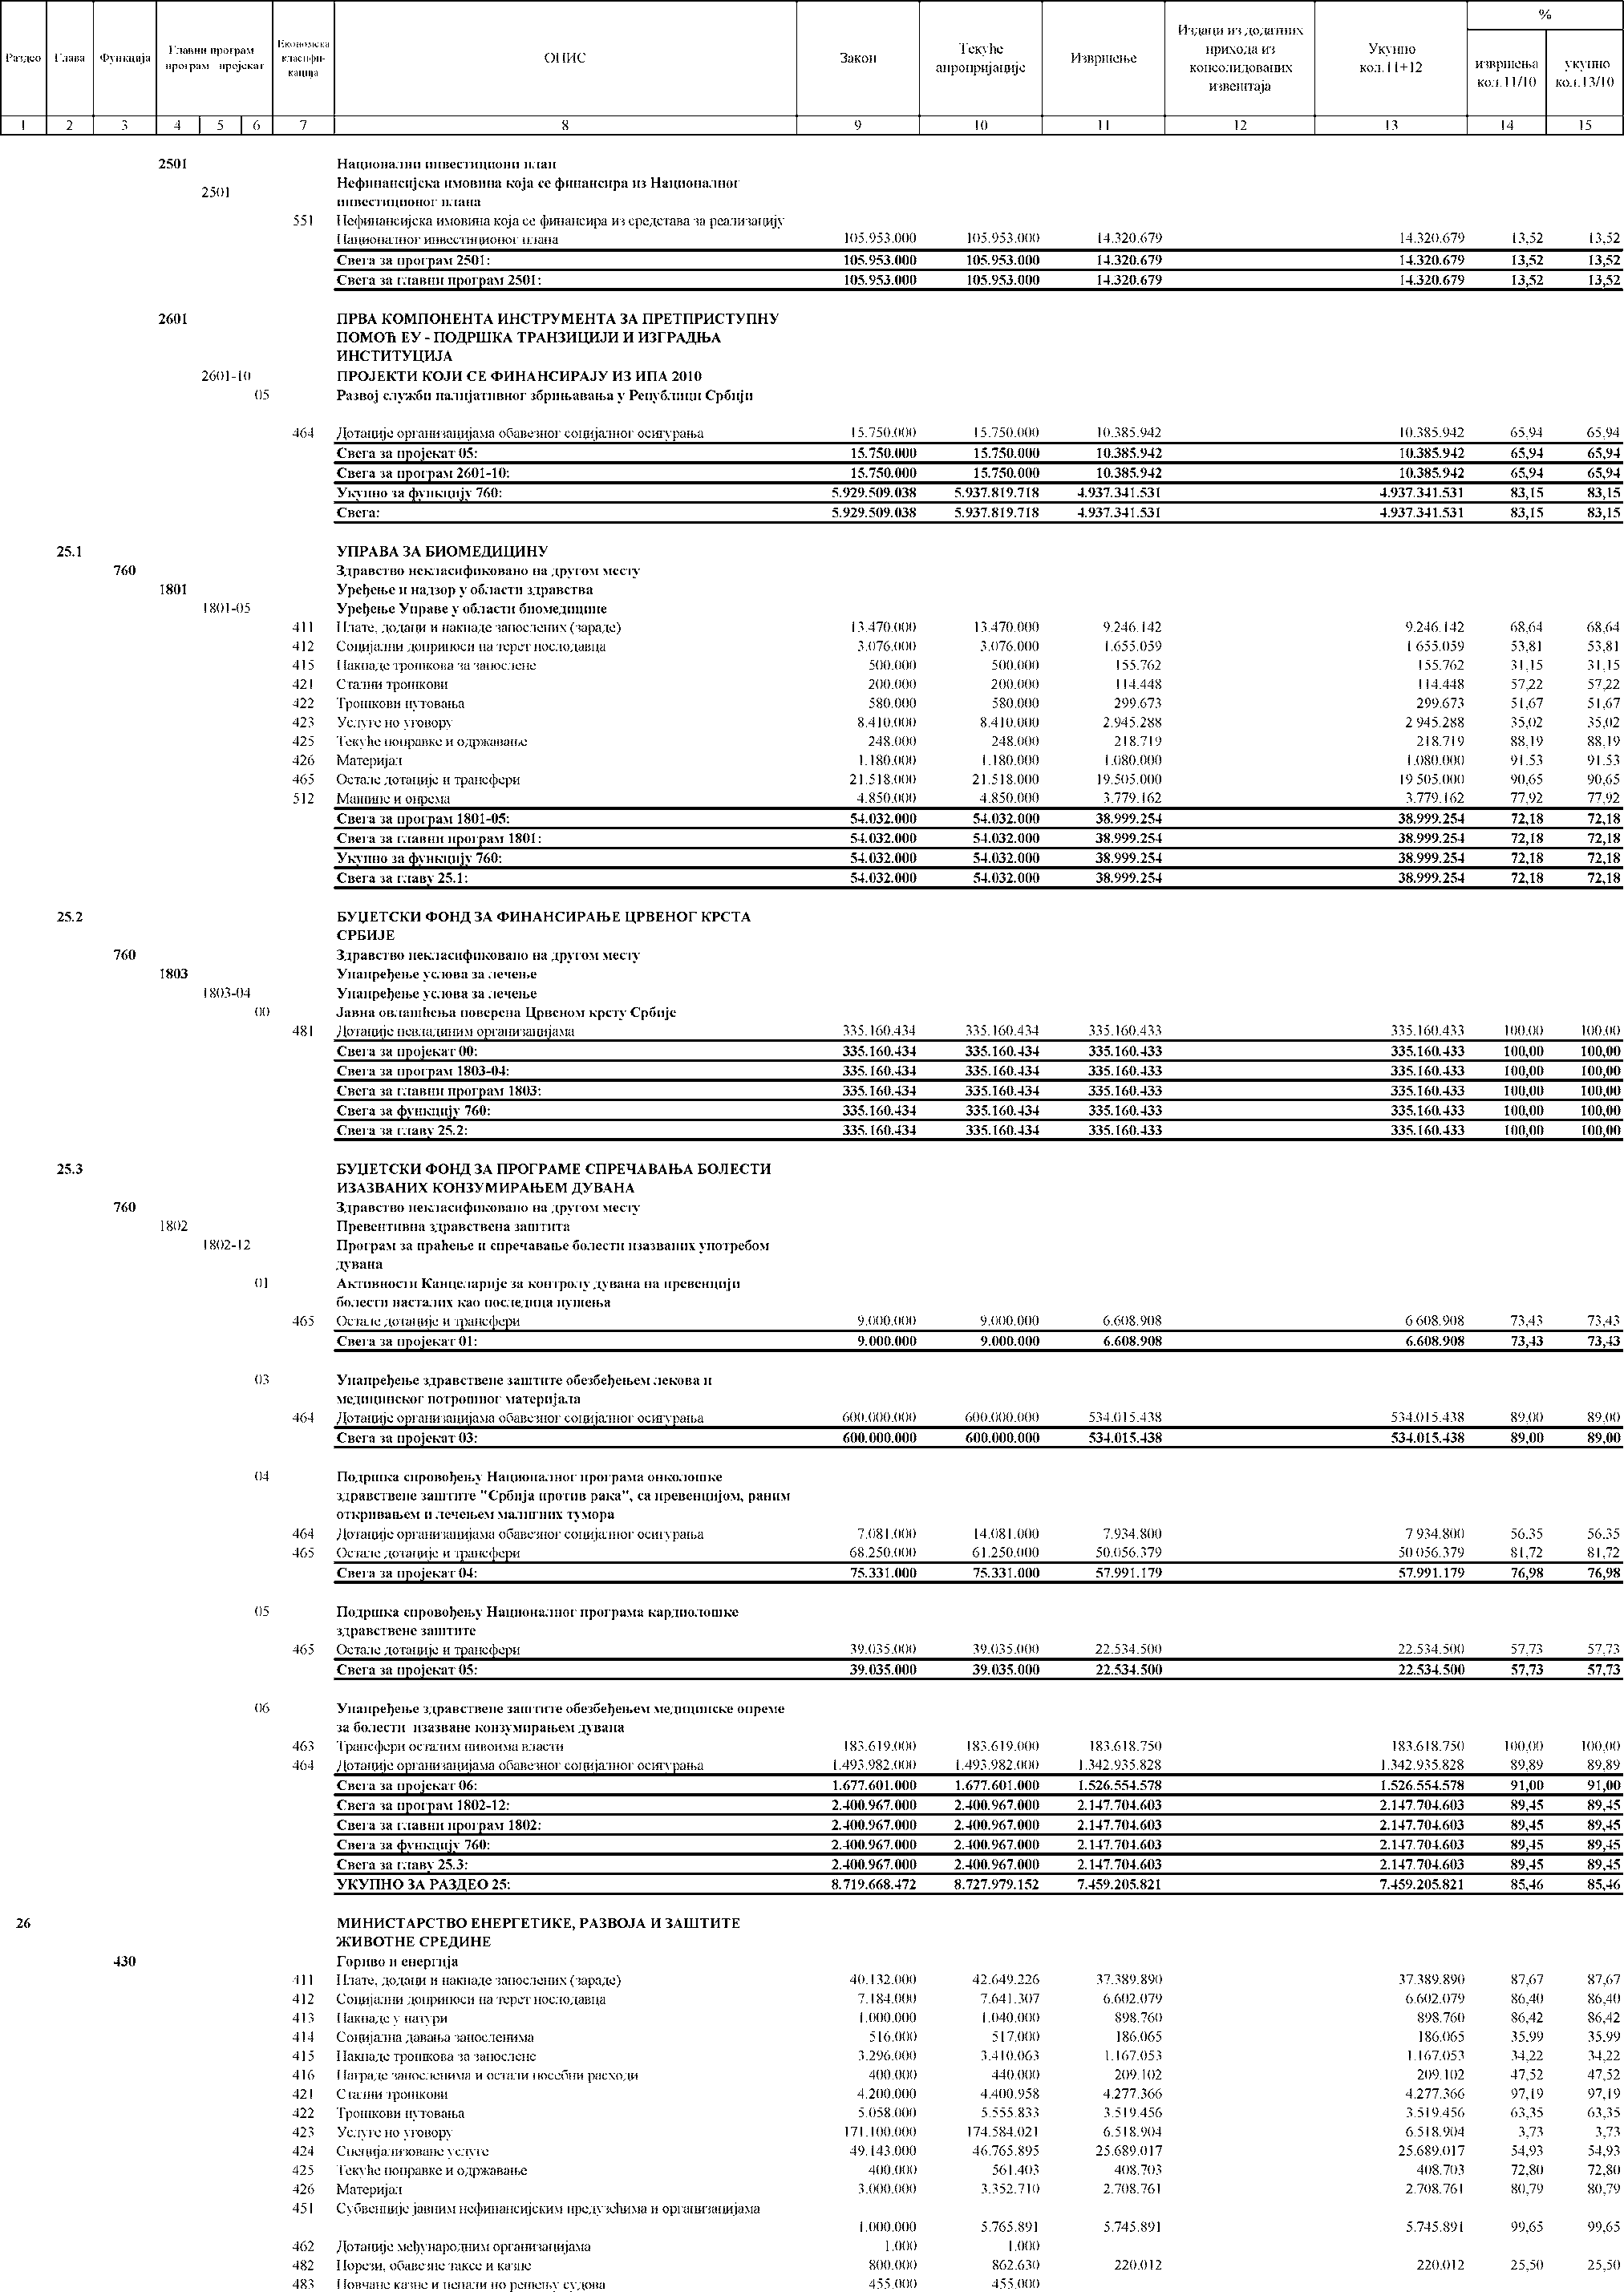 %
Раздео Глава Функција Главни програм програм пројекат Економска класифи-кација ОПИС Закон Текуће апропријације Извршење Издаци из додатних прихода из консолидованих извештаја Укупно кол.11+12 извршења кол.11/10 укупно кол.13/10
1 2 3 4 5 6 7 8 9 10 11 12 13 14 15
2501 Национални инвестициони план
2501 Нефинансијска имовина која се финансира из Националног
инвестиционог плана
551 Нефинансијска имовина која се финансира из средстава за реализацију
Националног инвестиционог плана 105.953.000 105.953.000 14.320.679 14.320.679 13,52 13,52
Свега за програм 2501: 105.953.000 105.953.000 14.320.679 14.320.679 13,52 13,52
Свега за главни програм 2501: 105.953.000 105.953.000 14.320.679 14.320.679 13,52 13,52
2601 ПРВА КОМПОНЕНТА ИНСТРУМЕНТА ЗА ПРЕТПРИСТУПНУ
ПОМОЋ ЕУ - ПОДРШКА ТРАНЗИЦИЈИ И ИЗГРАДЊА
ИНСТИТУЦИЈА
2601-10 ПРОЈЕКТИ КОЈИ СЕ ФИНАНСИРАЈУ ИЗ ИПА 2010
05 Развој служби палијативног збрињавања у Републици Србији
464 Дотације организацијама обавезног социјалног осигурања 15.750.000 15.750.000 10.385.942 10.385.942 65,94 65,94
Свега за пројекат 05: 15.750.000 15.750.000 10.385.942 10.385.942 65,94 65,94
Свега за програм 2601-10: 15.750.000 15.750.000 10.385.942 10.385.942 65,94 65,94
Укупно за функцију 760: 5.929.509.038 5.937.819.718 4.937.341.531 4.937.341.531 83,15 83,15
Свега: 5.929.509.038 5.937.819.718 4.937.341.531 4.937.341.531 83,15 83,15
25.1 УПРАВА ЗА БИОМЕДИЦИНУ
760 Здравство некласификовано на другом месту
1801 Уређење и надзор у области здравства
1801-05 Уређење Управе у области биомедицине
411 Плате, додаци и накнаде запослених (зараде) 13.470.000 13.470.000 9.246.142 9.246.142 68,64 68,64
412 Социјални доприноси на терет послодавца 3.076.000 3.076.000 1.655.059 1 655.059 53,81 53,81
415 Накнаде трошкова за запослене 500.000 500.000 155.762 155.762 31,15 31,15
421 Стални трошкови 200.000 200.000 114.448 114.448 57,22 57,22
422 Трошкови путовања 580.000 580.000 299.673 299.673 51,67 51,67
423 Услуге по уговору 8.410.000 8.410.000 2.945.288 2 945.288 35,02 35,02
425 Текуће поправке и одржавање 248.000 248.000 218.719 218.719 88,19 88,19
426 Материјал 1.180.000 1.180.000 1.080.000 1.080.000 91.53 91.53
465 Остале дотације и трансфери 21.518.000 21.518.000 19.505.000 19 505.000 90,65 90,65
512 Машине и опрема 4.850.000 4.850.000 3.779.162 3.779.162 77,92 77,92
Свега за програм 1801-05: 54.032.000 54.032.000 38.999.254 38.999.254 72,18 72,18
Свега за главни програм 1801: 54.032.000 54.032.000 38.999.254 38.999.254 72,18 72,18
Укупно за функцију 760: 54.032.000 54.032.000 38.999.254 38.999.254 72,18 72,18
Свега за главу 25.1: 54.032.000 54.032.000 38.999.254 38.999.254 72,18 72,18
25.2 БУЏЕТСКИ ФОНД ЗА ФИНАНСИРАЊЕ ЦРВЕНОГ КРСТА
СРБИЈЕ
760 Здравство некласификовано на другом месту
1803 Унапређење услова за лечење
1803-04 Унапређење услова за лечење
00 Јавна овлашћења поверена Црвеном крсту Србије
481 Дотације невладиним организацијама 335.160.434 335.160.434 335.160.433 335.160.433 100,00 100,00
Свега за пројекат 00: 335.160.434 335.160.434 335.160.433 335.160.433 100,00 100,00
Свега за програм 1803-04: 335.160.434 335.160.434 335.160.433 335.160.433 100,00 100,00
Свега за главни програм 1803: 335.160.434 335.160.434 335.160.433 335.160.433 100,00 100,00
Свега за функцију 760: 335.160.434 335.160.434 335.160.433 335.160.433 100,00 100,00
Свега за главу 25.2: 335.160.434 335.160.434 335.160.433 335.160.433 100,00 100,00
25.3 БУЏЕТСКИ ФОНД ЗА ПРОГРАМЕ СПРЕЧАВАЊА БОЛЕСТИ
ИЗАЗВАНИХ КОНЗУМИРАЊЕМ ДУВАНА
760 Здравство некласификовано на другом месту
1802 Превентивна здравствена заштита
1802-12 Програм за праћење и спречавање болести изазваних употребом
дувана
01 Активности Канцеларије за контролу дувана на превенцији
болести насталих као последица пушења
465 Остале дотације и трансфери 9.000.000 9.000.000 6.608.908 6 608.908 73,43 73,43
Свега за пројекат 01: 9.000.000 9.000.000 6.608.908 6.608.908 73,43 73,43
03 Унапређење здравствене заштите обезбеђењем лекова и
медицинског потрошног материјала
464 Дотације организацијама обавезног социјалног осигурања 600.000.000 600.000.000 534.015.438 534.015.438 89,00 89,00
Свега за пројекат 03: 600.000.000 600.000.000 534.015.438 534.015.438 89,00 89,00
04 Подршка спровођењу Националног програма онколошке
здравствене заштите "Србија против рака", са превенцијом, раним
откривањем и лечењем малигних тумора
464 Дотације организацијама обавезног социјалног осигурања 7.081.000 14.081.000 7.934.800 7 934.800 56.35 56.35
465 Остале дотације и трансфери 68.250.000 61.250.000 50.056.379 50 056.379 81,72 81,72
Свега за пројекат 04: 75.331.000 75.331.000 57.991.179 57.991.179 76,98 76,98
05 Подршка спровођењу Националног програма кардиолошке
здравствене заштите
465 Остале дотације и трансфери 39.035.000 39.035.000 22.534.500 22.534.500 57,73 57,73
Свега за пројекат 05: 39.035.000 39.035.000 22.534.500 22.534.500 57,73 57,73
06 Унапређење здравствене заштите обезбеђењем медицинске опреме
за болести изазване конзумирањем дувана
463 Трансфери осталим нивоима власти 183.619.000 183.619.000 183.618.750 183.618.750 100,00 100,00
464 Дотације организацијама обавезног социјалног осигурања 1.493.982.000 1.493.982.000 1.342.935.828 1.342.935.828 89,89 89,89
Свега за пројекат 06: 1.677.601.000 1.677.601.000 1.526.554.578 1.526.554.578 91,00 91,00
Свега за програм 1802-12: 2.400.967.000 2.400.967.000 2.147.704.603 2.147.704.603 89,45 89,45
Свега за главни програм 1802: 2.400.967.000 2.400.967.000 2.147.704.603 2.147.704.603 89,45 89,45
Свега за функцију 760: 2.400.967.000 2.400.967.000 2.147.704.603 2.147.704.603 89,45 89,45
Свега за главу 25.3: 2.400.967.000 2.400.967.000 2.147.704.603 2.147.704.603 89,45 89,45
УКУПНО ЗА РАЗДЕО 25: 8.719.668.472 8.727.979.152 7.459.205.821 7.459.205.821 85,46 85,46
26 МИНИСТАРСТВО ЕНЕРГЕТИКЕ, РАЗВОЈА И ЗАШТИТЕ
ЖИВОТНЕ СРЕДИНЕ
430 Гориво и енергија
411 Плате, додаци и накнаде запослених (зараде) 40.132.000 42.649.226 37.389.890 37.389.890 87,67 87,67
412 Социјални доприноси на терет послодавца 7.184.000 7.641.307 6.602.079 6.602.079 86,40 86,40
413 Накнаде у натури 1.000.000 1.040.000 898.760 898.760 86,42 86,42
414 Социјална давања запосленима 516.000 517.000 186.065 186.065 35,99 35,99
415 Накнаде трошкова за запослене 3.296.000 3.410.063 1.167.053 1.167.053 34,22 34,22
416 Награде запосленима и остали посебни расходи 400.000 440.000 209.102 209.102 47,52 47,52
421 Стални трошкови 4.200.000 4.400.958 4.277.366 4.277.366 97,19 97,19
422 Трошкови путовања 5.058.000 5.555.833 3.519.456 3.519.456 63,35 63,35
423 Услуге по уговору 171.100.000 174.584.021 6.518.904 6.518.904 3,73 3,73
424 Специјализоване услуге 49.143.000 46.765.895 25.689.017 25.689.017 54,93 54,93
425 Текуће поправке и одржавање 400.000 561.403 408.703 408.703 72,80 72,80
426 Материјал 3.000.000 3.352.710 2.708.761 2.708.761 80,79 80,79
451 Субвенције јавним нефинансијским предузећима и организацијама
1.000.000 5.765.891 5.745.891 5.745.891 99,65 99,65
462 Дотације међународним организацијама 1.000 1.000
482 Порези, обавезне таксе и казне 800.000 862.630 220.012 220.012 25,50 25,50
483 Новчане казне и пенали по решењу судова 455.000 455.000